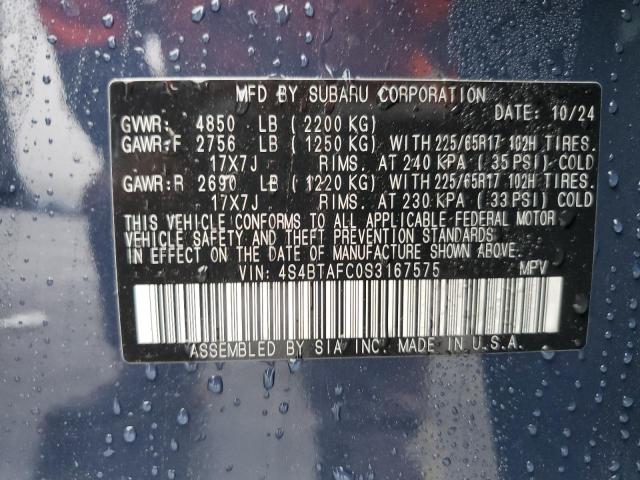 MFD BY SUBARU CORPORATION
DATE: 10/24
GVWR: 4850 LB (2200 KG)
GAWR:F 2756 LB (1250 KG) WITH 225/65R17 102H TIRES.
17X7J RIMS. AT 240 KPA (35 PSI) COLD
GAWR:R 2690 LB (1220 KG) WITH 225/65R17 102H TIRES.
17X7J RIMS. AT 230 KPA (33 PSI) COLD
THIS VEHICLE CONFORMS TO ALL APPLICABLE FEDERAL MOTOR
VEHICLE SAFETY AND THEFT PREVENTION STANDARDS
IN EFFECT ON THE DATE OF MANUFACTURE SHOWN ABOVE.
VIN: 4S4BTAFC0S3167575 MPV
ASSEMBLED BY SIA INC. MADE IN U.S.A.